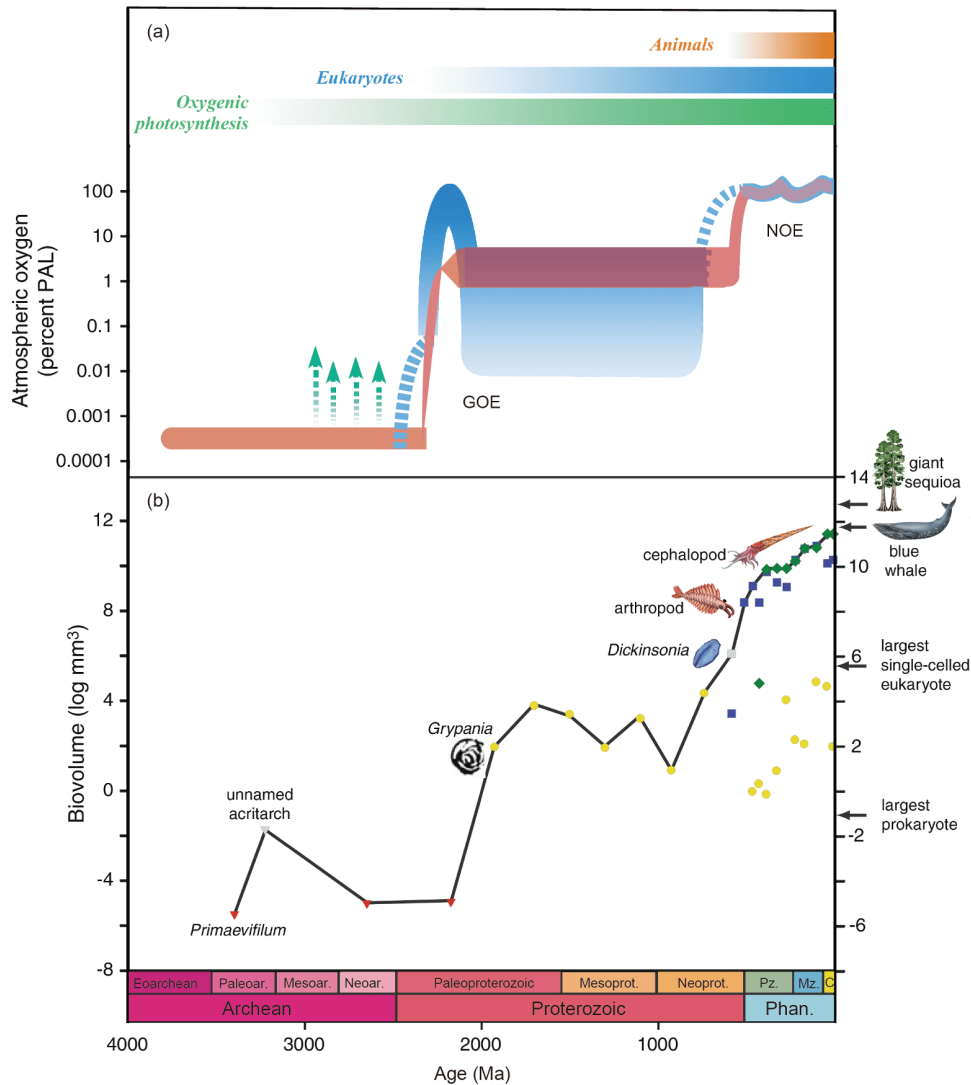 (a)
Animals
Eukaryotes
Oxygenic
photosynthesis
Atmospheric oxygen
(percent PAL)
100
10
1
0.1
0.01
0.001
0.0001
NOE
GOE
(b)
Biovolume (log mm³)
12
8
4
0
-4
-8
14
10
6
2
-2
-6
giant
sequoia
blue
whale
cephalopod
arthropod
Dickinsonia
largest
single-celled
eukaryote
Grypania
unnamed
acritarch
largest
prokaryote
Primaevifilum
Eoarchean Paleoar. Mesoar. Neoar. Paleoproterozoic Mesoprot. Neoprot. Pz. Mz. C
Archean Proterozoic Phan.
4000 3000 2000 1000
Age (Ma)